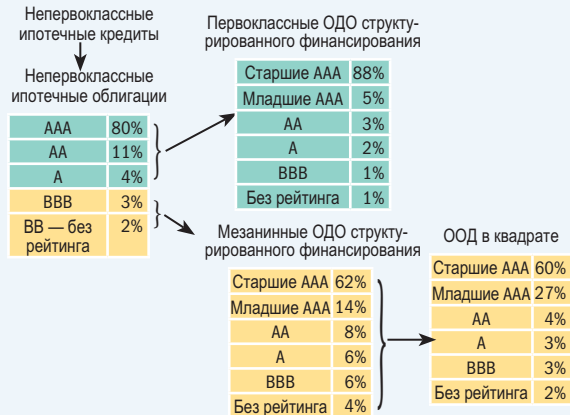 Непервоклассные
ипотечные кредиты
Непервоклассные
ипотечные облигации
AAA 80%
AA 11%
A 4%
BBB 3%
BB — без
рейтинга 2%
Первоклассные ОДО структу-
рированного финансирования
Старшие AAA 88%
Младшие AAA 5%
AA 3%
A 2%
BBB 1%
Без рейтинга 1%
Мезанинные ОДО структу-
рированного финансирования
Старшие AAA 62%
Младшие AAA 14%
AA 8%
A 6%
BBB 6%
Без рейтинга 4%
ООД в квадрате
Старшие AAA 60%
Младшие AAA 27%
AA 4%
A 3%
BBB 3%
Без рейтинга 2%